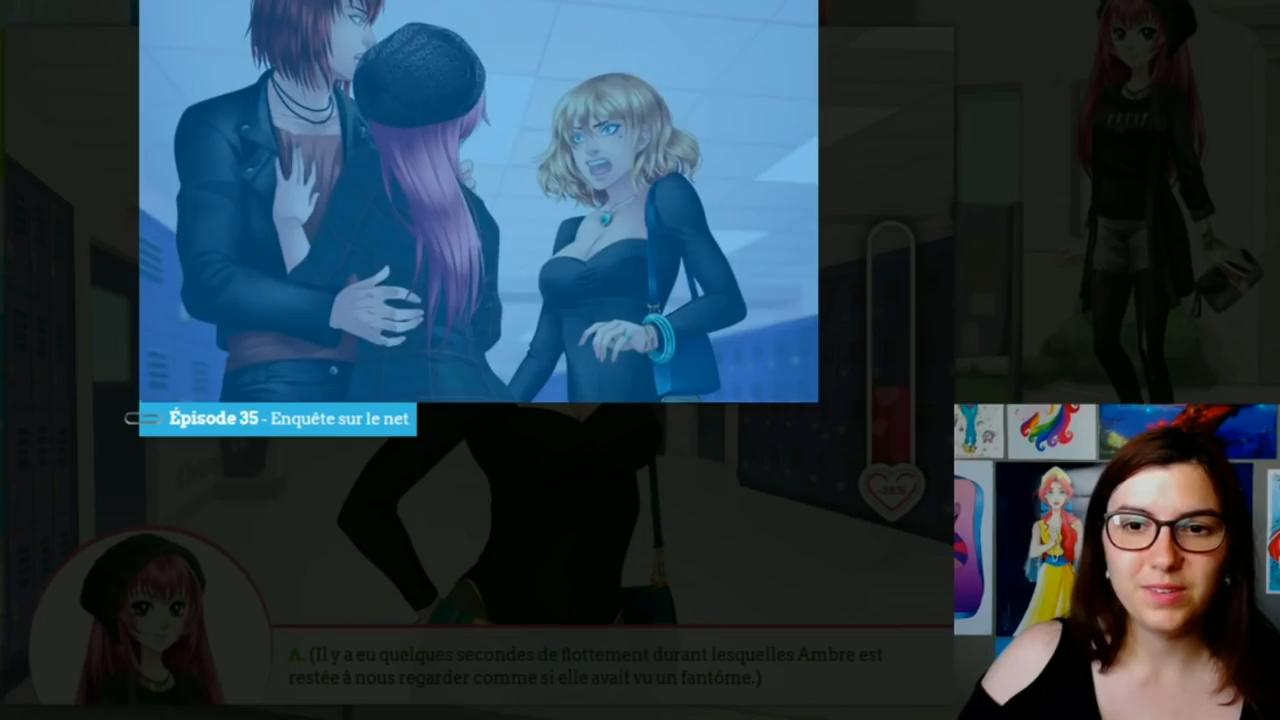 Épisode 35 - Enquête sur le net
A. (Il y a eu quelques secondes de flottement durant lesquelles Ambre est
restée à nous regarder comme si elle avait vu un fantôme.)